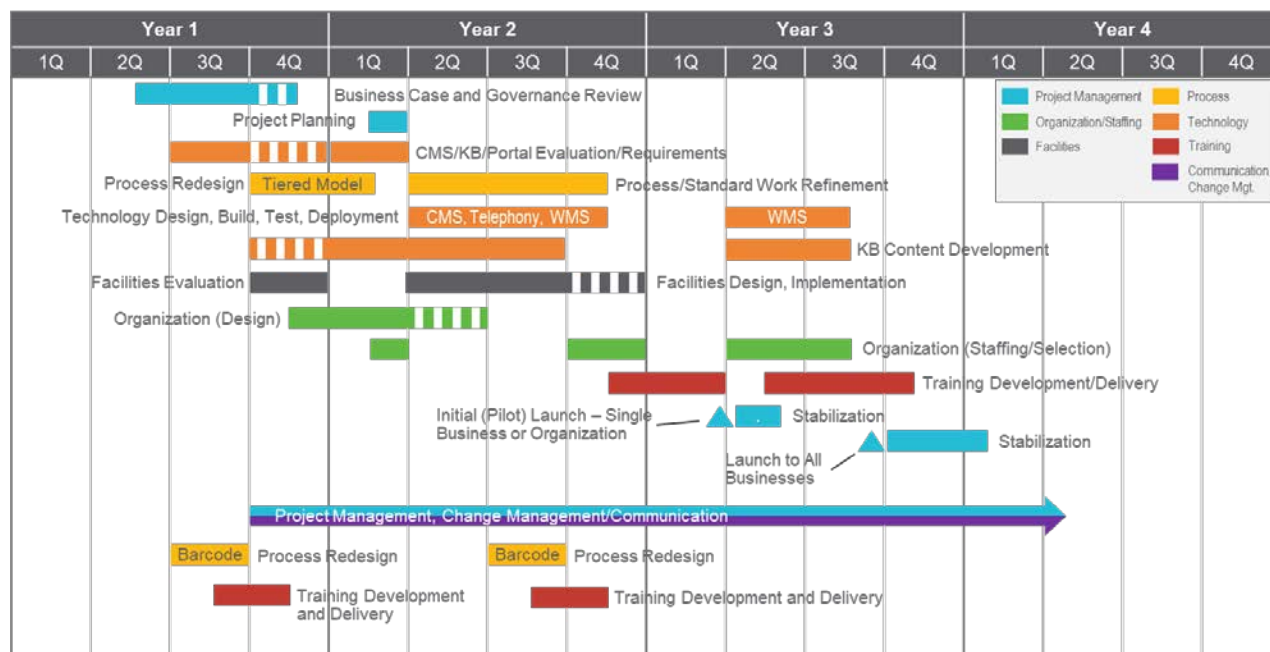 Year 1 Year 2 Year 3 Year 4
1Q 2Q 3Q 4Q 1Q 2Q 3Q 4Q 1Q 2Q 3Q 4Q 1Q 2Q 3Q 4Q
Business Case and Governance Review
Project Management
Process
Organization/Staffing
Technology
Facilities
Training
Communication
Change Mgt.
Project Planning
CMS/KB/Portal Evaluation/Requirements
Process Redesign
Tiered Model
Process/Standard Work Refinement
Technology Design, Build, Test, Deployment
CMS, Telephony, WMS
WMS
KB Content Development
Facilities Evaluation
Facilities Design, Implementation
Organization (Design)
Organization (Staffing/Selection)
Training Development/Delivery
Initial (Pilot) Launch – Single
Business or Organization
Stabilization
Launch to All
Businesses
Stabilization
Project Management, Change Management/Communication
Barcode
Process Redesign
Barcode
Process Redesign
Training Development
and Delivery
Training Development and Delivery